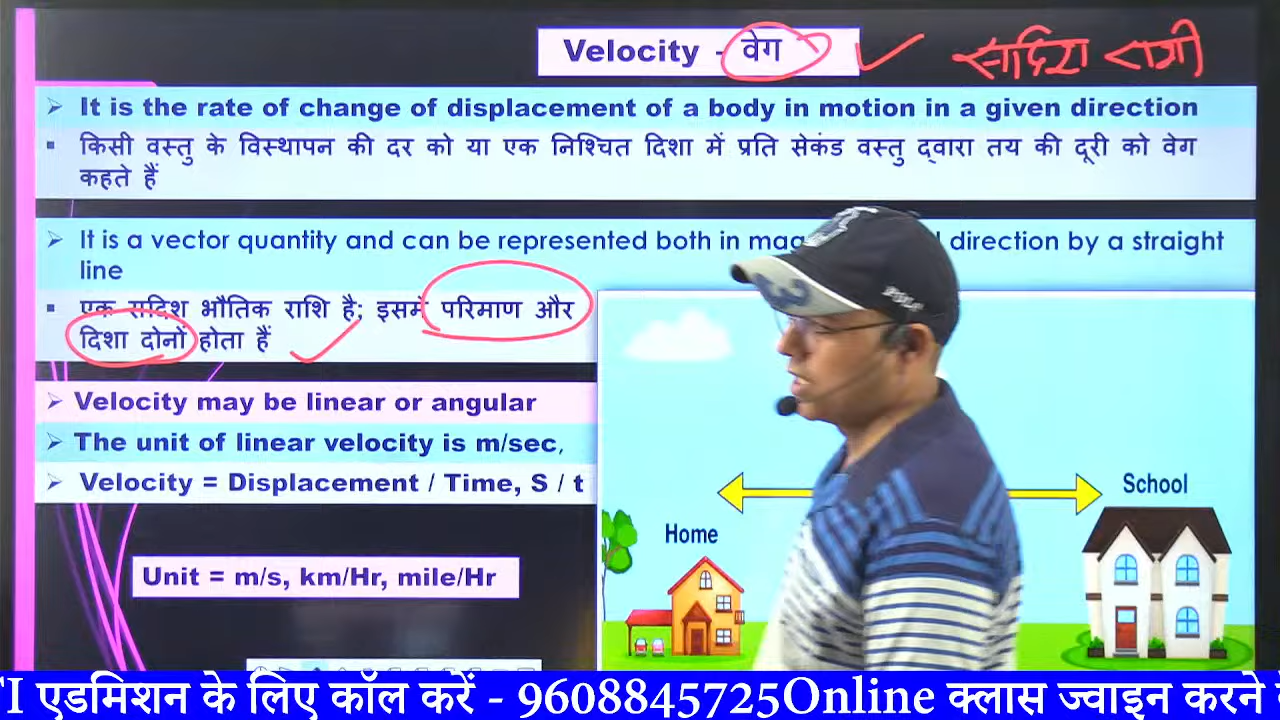 Velocity - वेग
सदिश राशी
➢ It is the rate of change of displacement of a body in motion in a given direction
▪ किसी वस्तु के विस्थापन की दर को या एक निश्चित दिशा में प्रति सेकंड वस्तु द्वारा तय की दूरी को वेग
कहते हैं
➢ It is a vector quantity and can be represented both in mag direction by a straight
line
▪ एक सदिश भौतिक राशि है; इसमें परिमाण और
दिशा दोनों होता हैं
➢ Velocity may be linear or angular
➢ The unit of linear velocity is m/sec,
➢ Velocity = Displacement / Time, S / t
Unit = m/s, km/Hr, mile/Hr
Home
School
TI एडमिशन के लिए कॉल करें - 9608845725Online क्लास ज्वाइन करने